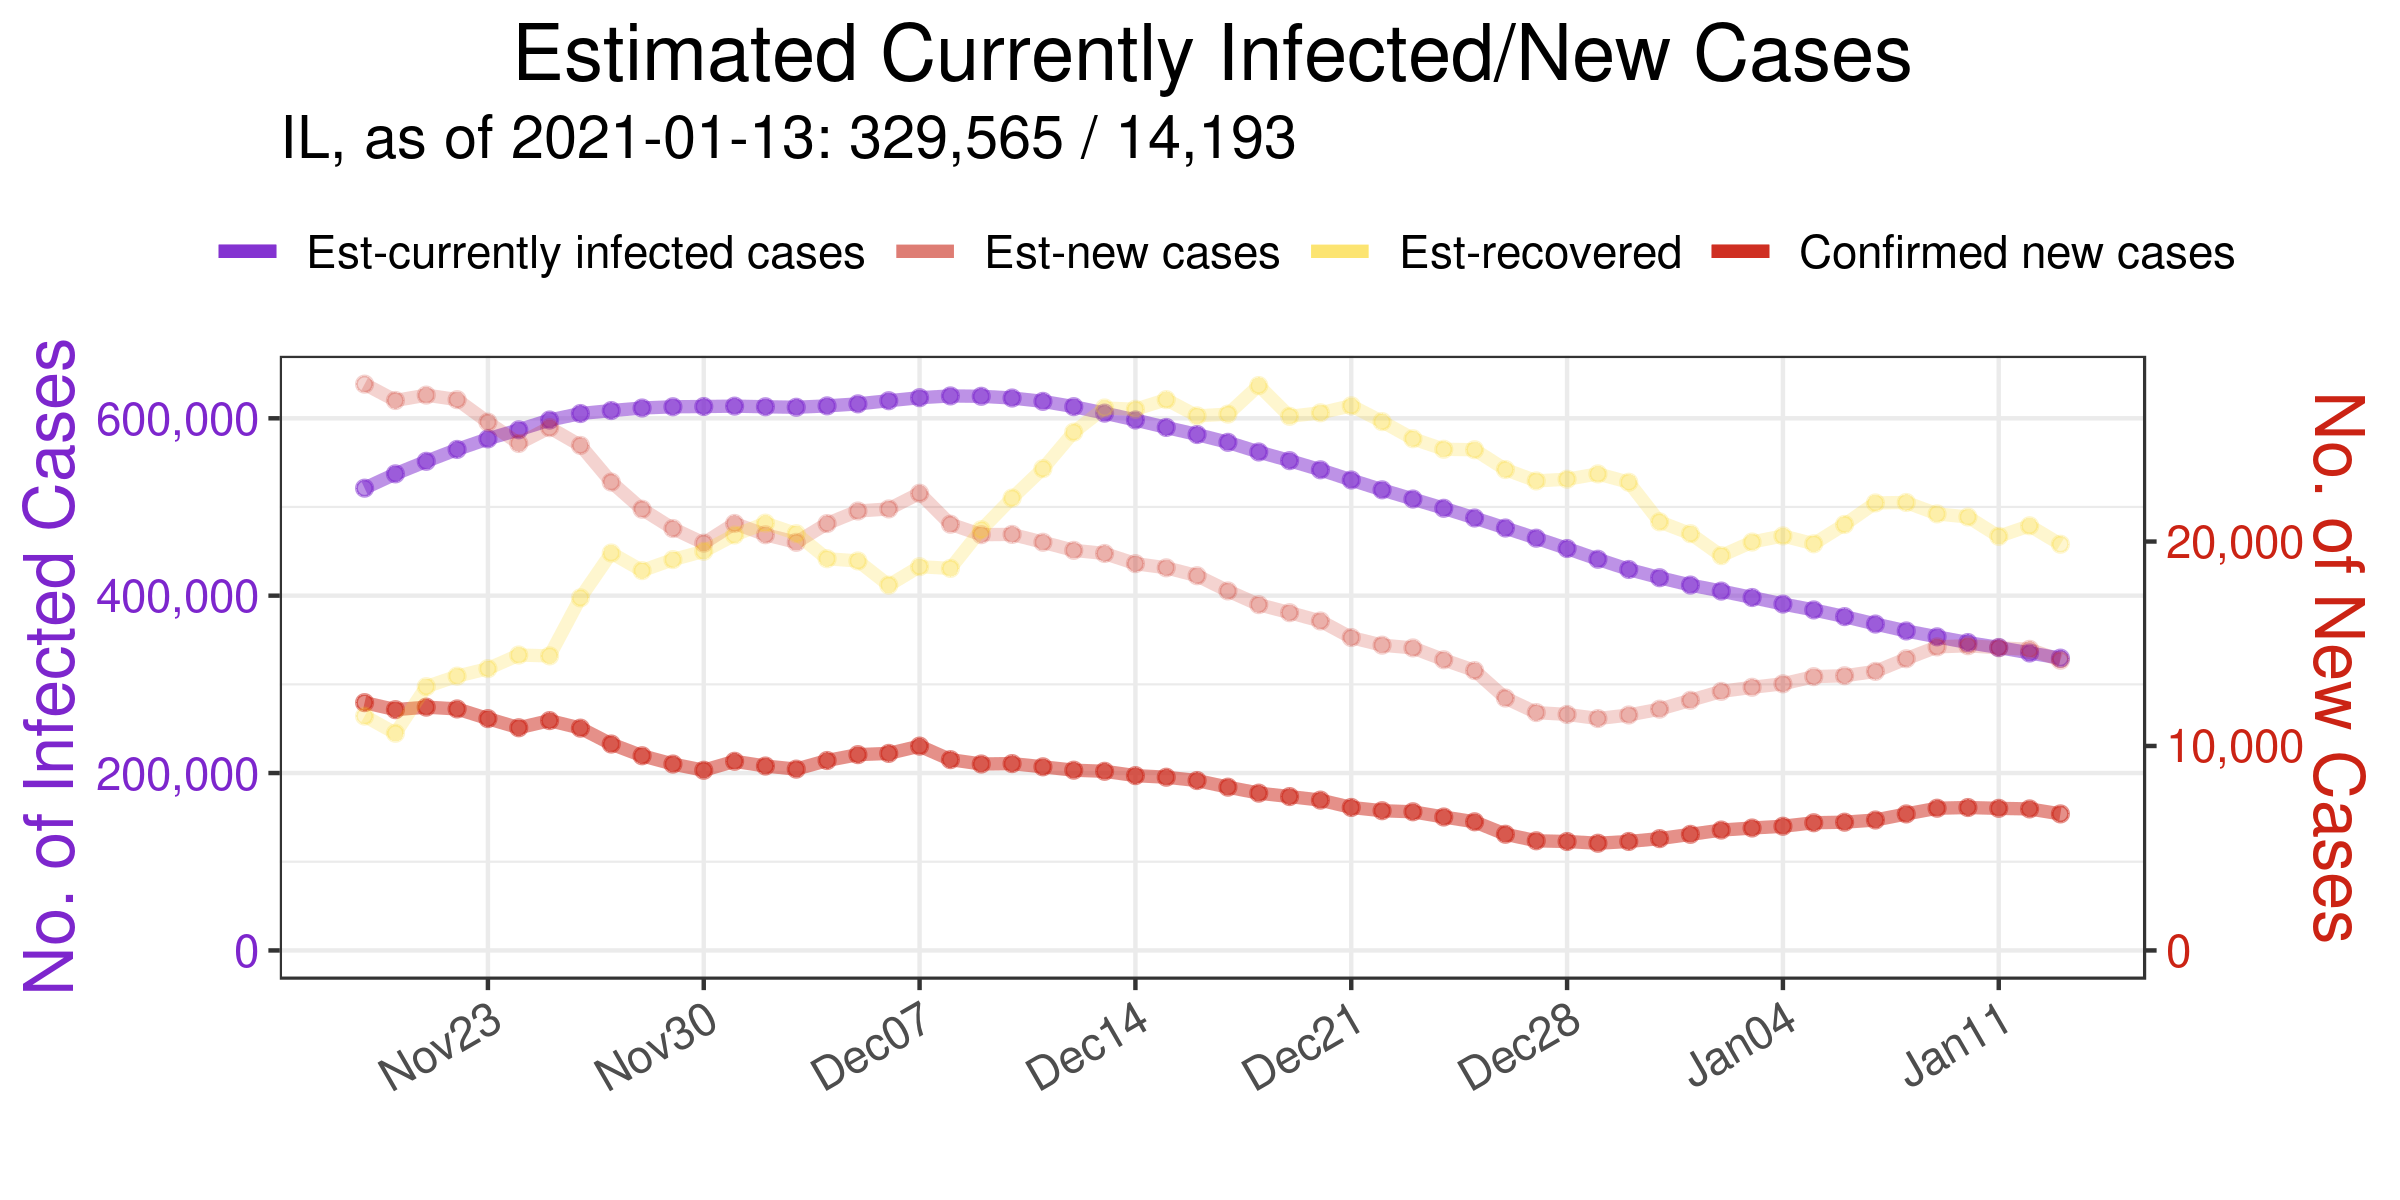 Estimated Currently Infected/New Cases
IL, as of 2021-01-13: 329,565 / 14,193
Est-currently infected cases Est-new cases Est-recovered Confirmed new cases
No. of Infected Cases
600,000
400,000
200,000
0
No. of New Cases
20,000
10,000
0
Nov23 Nov30 Dec07 Dec14 Dec21 Dec28 Jan04 Jan11